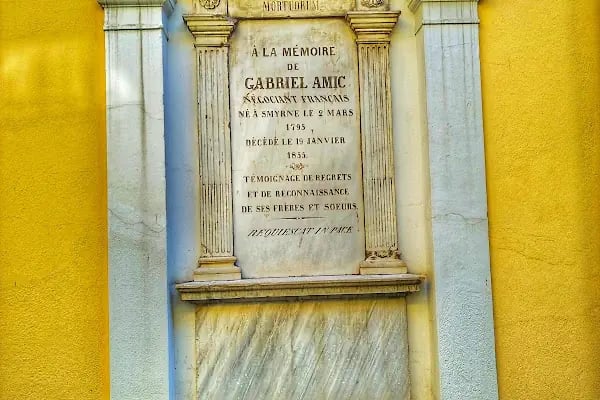 MORTUORUM
À LA MÉMOIRE
DE
GABRIEL AMIC
NÉGOCIANT FRANÇAIS
NÉ À SMYRNE LE 2 MARS
1795
DÉCÉDÉ LE 19 JANVIER
1855.
TÉMOIGNAGE DE REGRETS
ET DE RECONNAISSANCE
DE SES FRÈRES ET SOEURS.
REQUIESCAT IN PACE